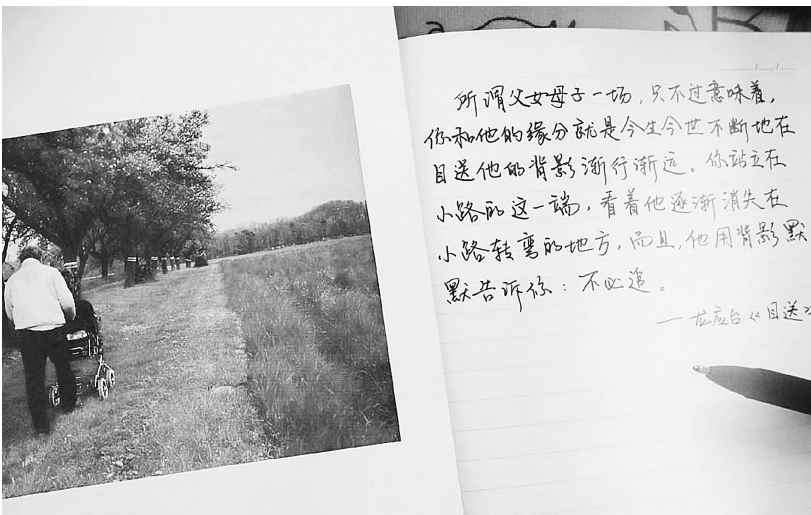 所谓父女母子一场，只不过意味着，
你和他的缘分就是今生今世不断地在
目送他的背影渐行渐远。你站立在
小路的这一端，看着他逐渐消失在
小路转弯的地方，而且，他用背影默
默告诉你：不必追。
—龙应台《目送》